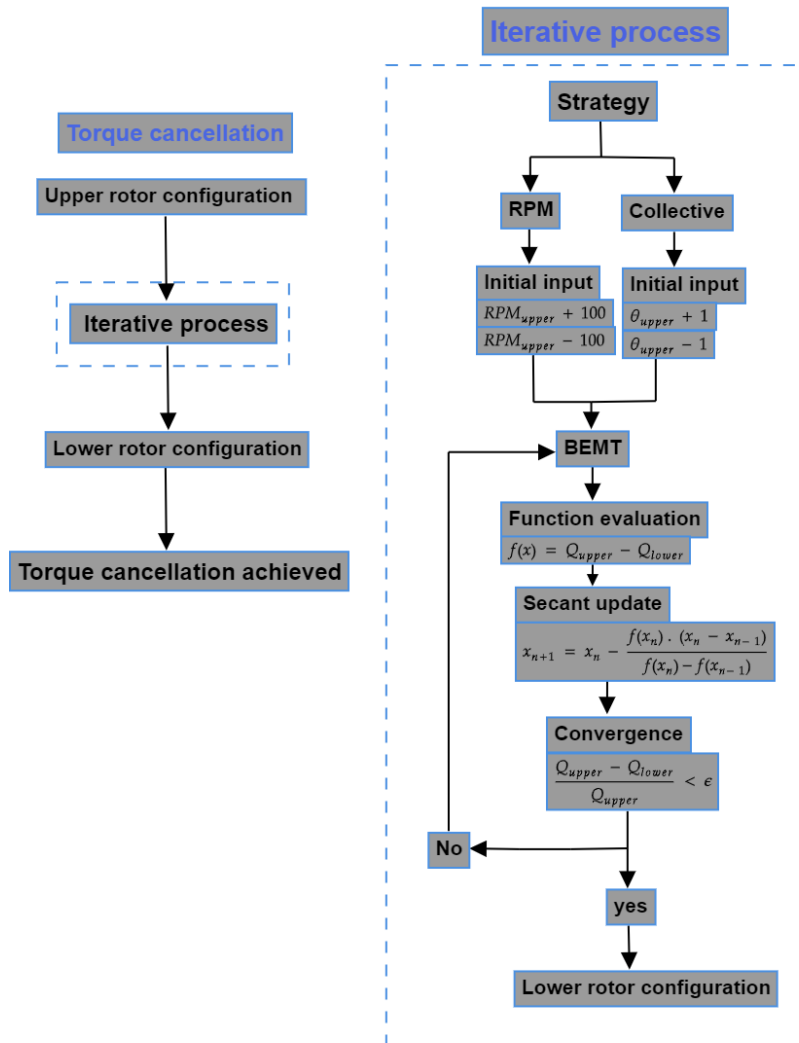 Torque cancellation
Upper rotor configuration
Iterative process
Lower rotor configuration
Torque cancellation achieved
Iterative process
Strategy
RPM
Collective
Initial input
RPM_upper + 100
RPM_upper − 100
Initial input
θ_upper + 1
θ_upper − 1
BEMT
Function evaluation
f(x) = Q_upper − Q_lower
Secant update
x_{n+1} = x_n − \frac{f(x_n) . (x_n − x_{n−1})}{f(x_n) − f(x_{n−1})}
Convergence
\frac{Q_upper − Q_lower}{Q_upper} < ϵ
No
yes
Lower rotor configuration